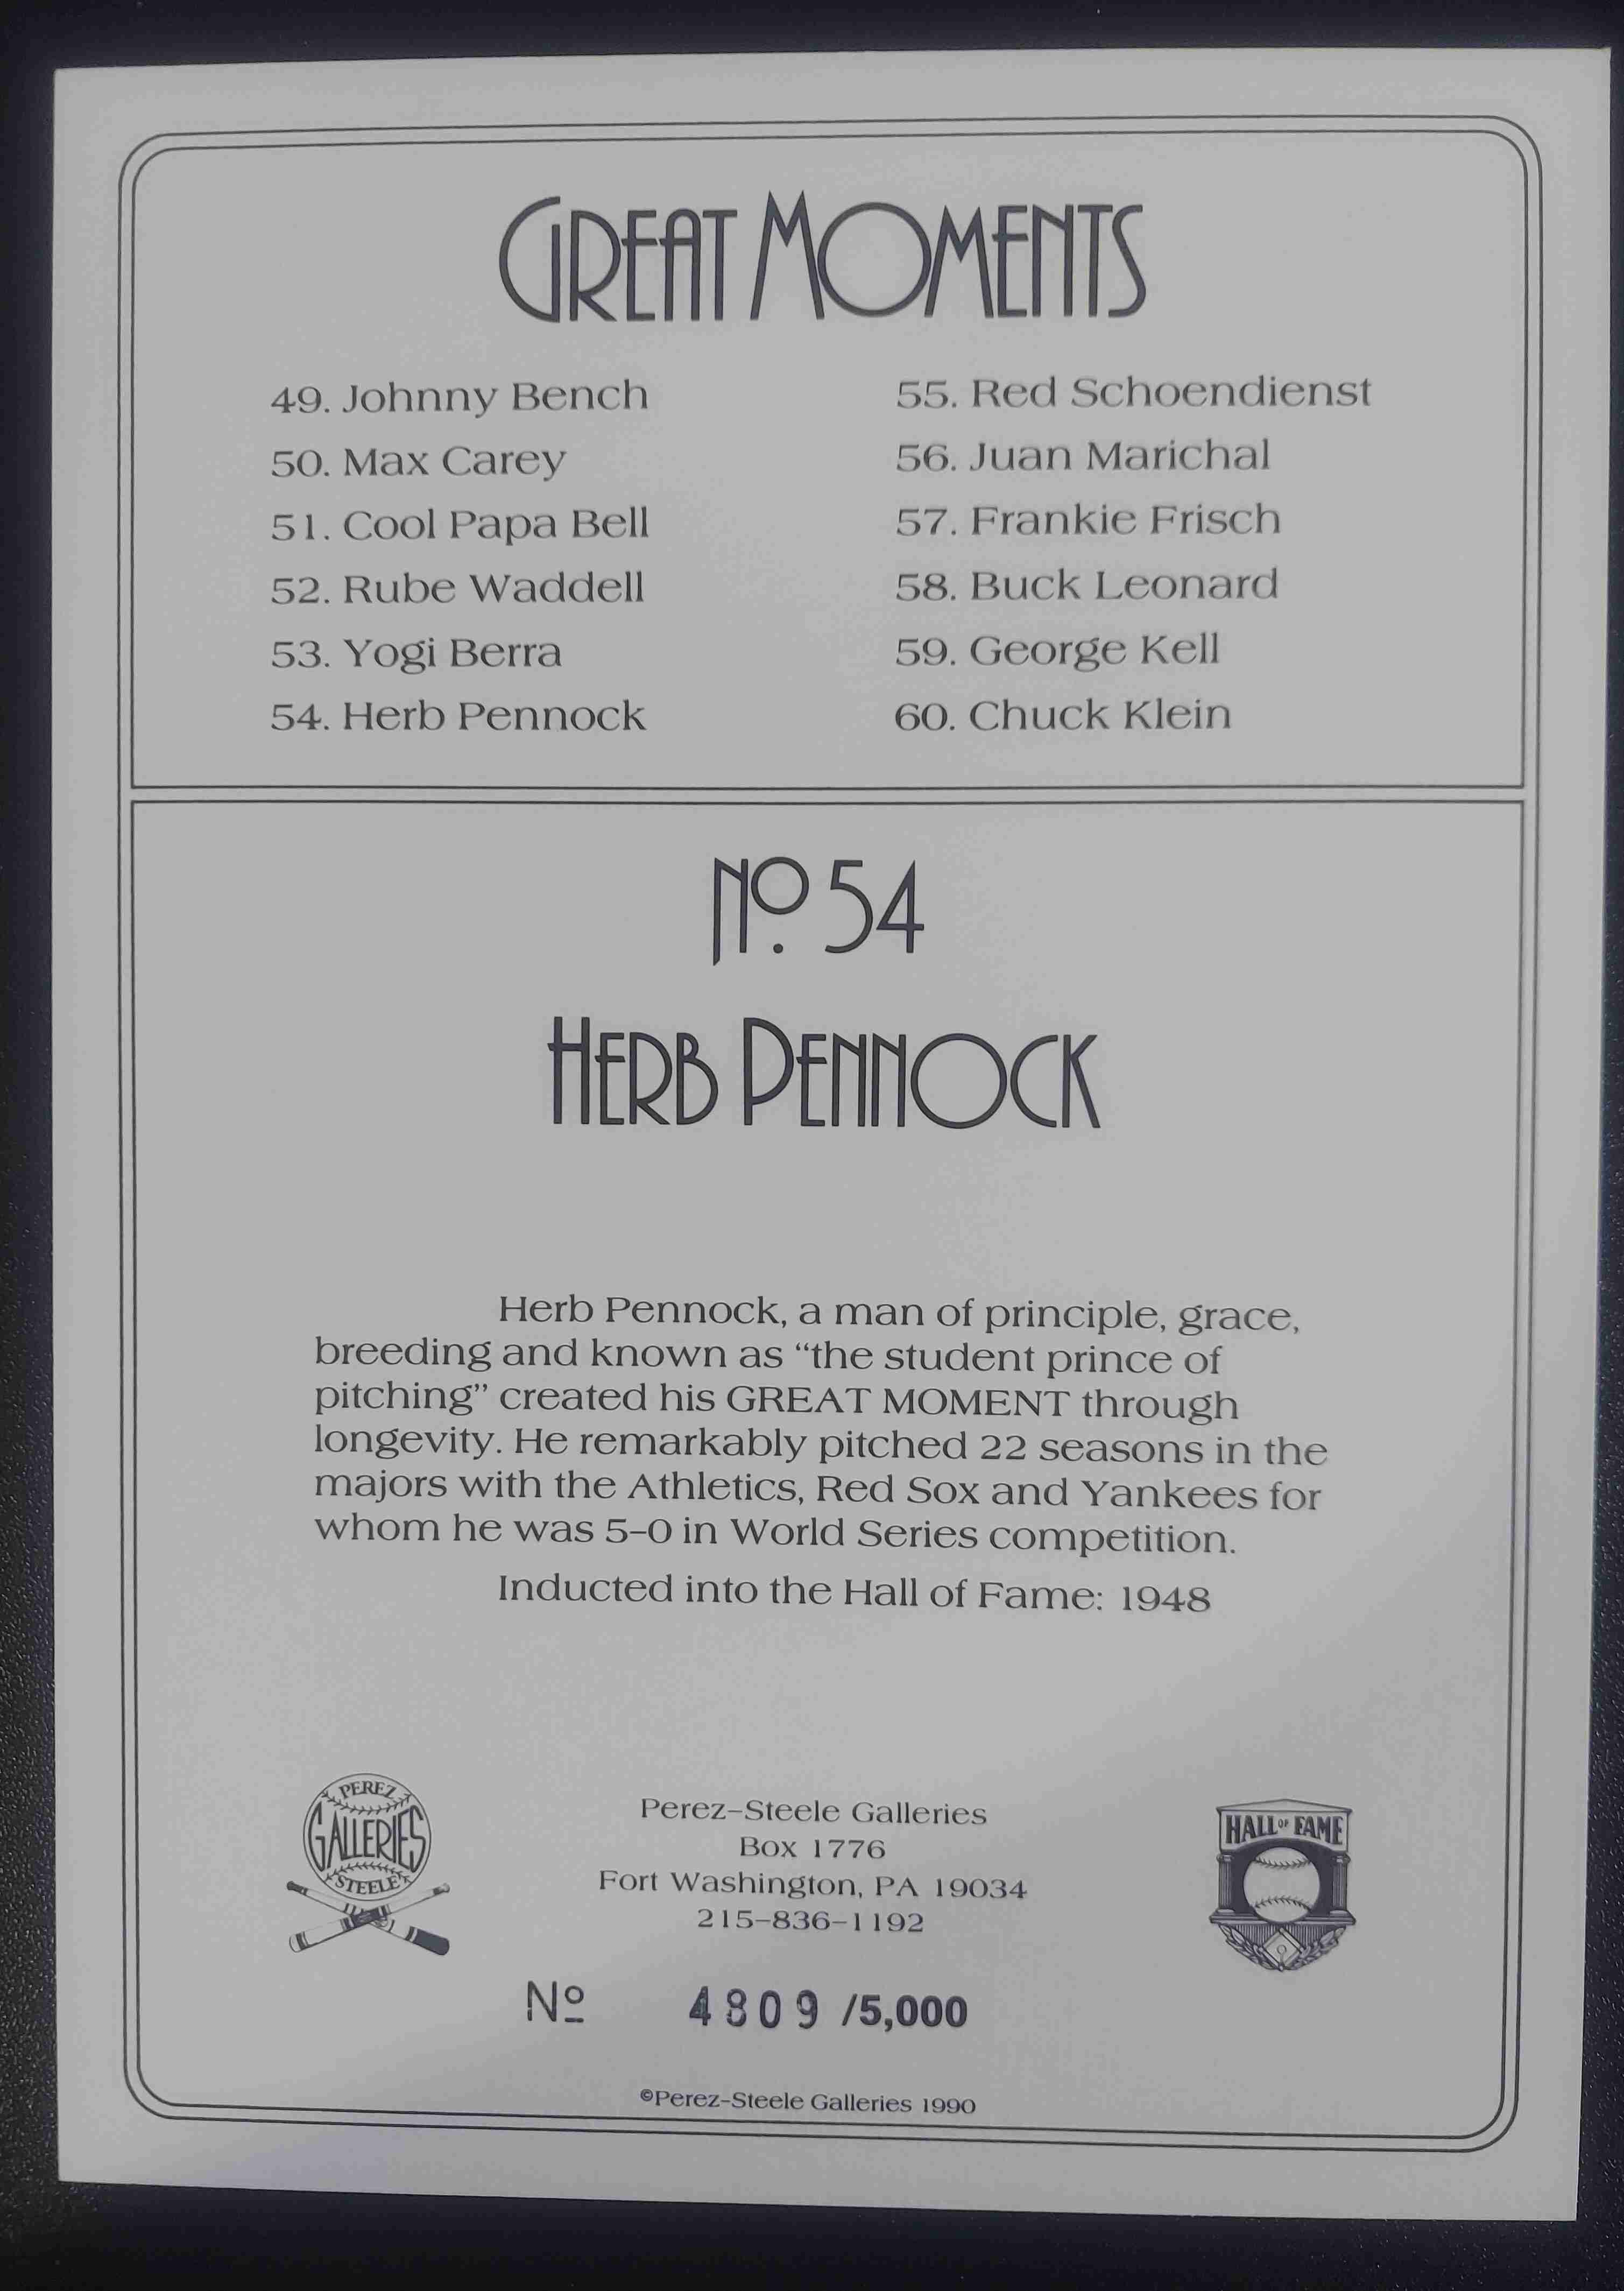 GREAT MOMENTS
49. Johnny Bench
50. Max Carey
51. Cool Papa Bell
52. Rube Waddell
53. Yogi Berra
54. Herb Pennock
55. Red Schoendienst
56. Juan Marichal
57. Frankie Frisch
58. Buck Leonard
59. George Kell
60. Chuck Klein
Nº. 54
HERB PENNOCK
Herb Pennock, a man of principle, grace,
breeding and known as “the student prince of
pitching” created his GREAT MOMENT through
longevity. He remarkably pitched 22 seasons in the
majors with the Athletics, Red Sox and Yankees for
whom he was 5–0 in World Series competition.
Inducted into the Hall of Fame: 1948
PEREZ
GALLERIES
STEELE
Perez–Steele Galleries
Box 1776
Fort Washington, PA 19034
215–836–1192
HALL OF FAME
Nº 4809 /5,000
©Perez–Steele Galleries 1990